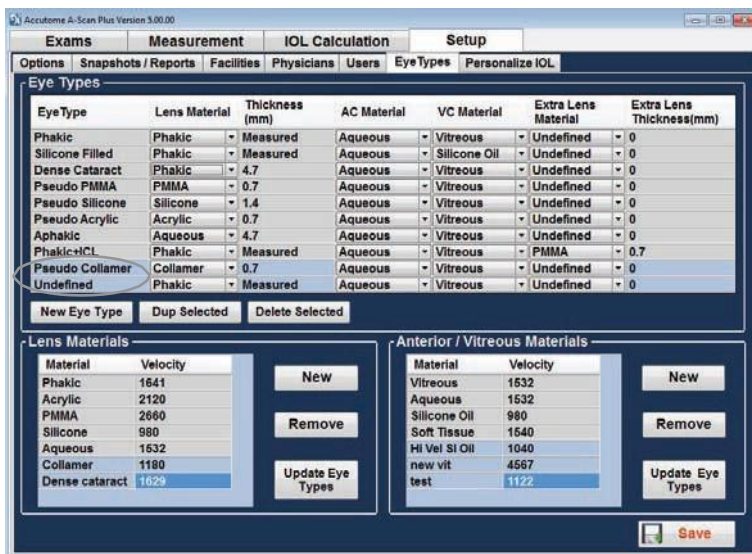 Accutome A-Scan Plus Version 3.00.00
Exams Measurement IOL Calculation Setup
Options Snapshots / Reports Facilities Physicians Users EyeTypes Personalize IOL
Eye Types
EyeType Lens Material Thickness (mm) AC Material VC Material Extra Lens Material Extra Lens Thickness(mm)
Phakic Phakic Measured Aqueous Vitreous Undefined 0
Silicone Filled Phakic Measured Aqueous Silicone Oil Undefined 0
Dense Cataract Phakic 4.7 Aqueous Vitreous Undefined 0
Pseudo PMMA PMMA 0.7 Aqueous Vitreous Undefined 0
Pseudo Silicone Silicone 1.4 Aqueous Vitreous Undefined 0
Pseudo Acrylic Acrylic 0.7 Aqueous Vitreous Undefined 0
Aphakic Aqueous 4.7 Aqueous Vitreous Undefined 0
Phakic+ICL Phakic Measured Aqueous Vitreous PMMA 0.7
Pseudo Collamer Collamer 0.7 Aqueous Vitreous Undefined 0
Undefined Phakic Measured Aqueous Vitreous Undefined 0
New Eye Type Dup Selected Delete Selected
Lens Materials
Material Velocity
Phakic 1641
Acrylic 2120
PMMA 2660
Silicone 980
Aqueous 1532
Collamer 1180
Dense cataract 1629
New
Remove
Update Eye
Types
Anterior / Vitreous Materials
Material Velocity
Vitreous 1532
Aqueous 1532
Silicone Oil 980
Soft Tissue 1540
Hi Vel Si Oil 1040
new vit 4567
test 1122
New
Remove
Update Eye
Types
Save